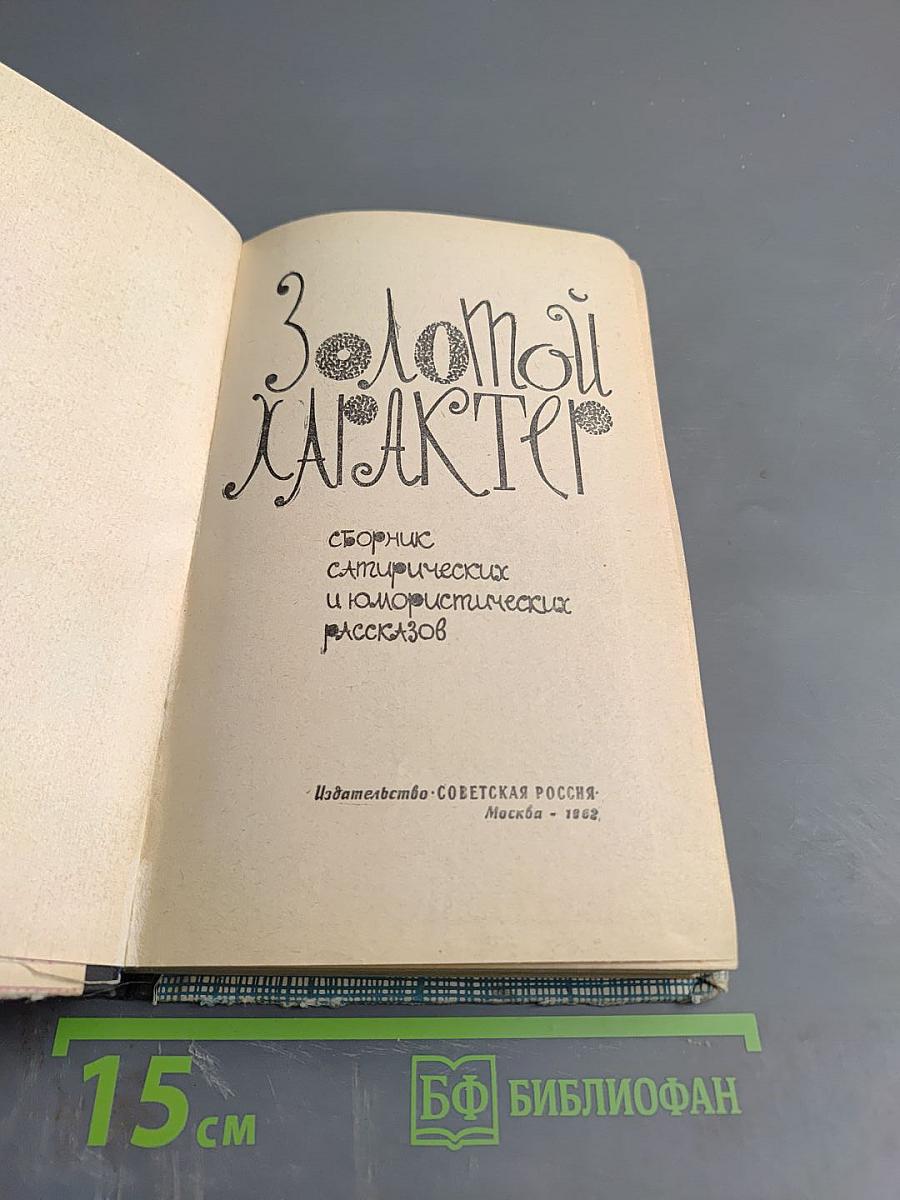 Золотой
характер
сборник
сатирических
и юмористических
рассказов
Издательство · СОВЕТСКАЯ РОССИЯ ·
Москва - 1962
15 см
БФ БИБЛИОФАН